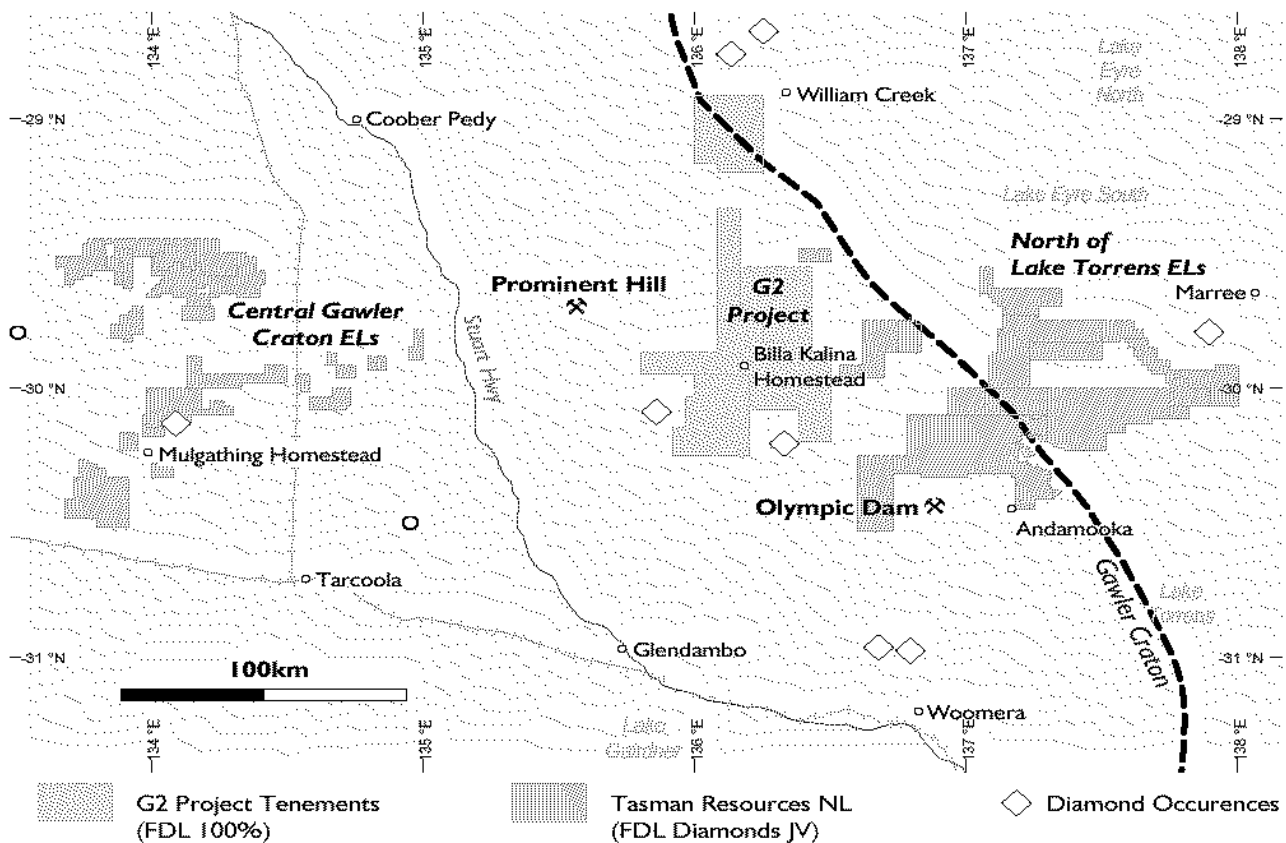 134 °E
135 °E
136 °E
137 °E
138 °E
Lake
Eyre
North
-29 °N
-29 °N
William Creek
Coober Pedy
Lake Eyre South
North of
Lake Torrens ELs
Marree
Prominent Hill
G2
Project
Central Gawler
Craton ELs
Stuart Hwy
Billa Kalina
Homestead
-30 °N
-30 °N
Mulgathing Homestead
Olympic Dam
Andamooka
Tarcoola
Gawler Craton
Lake
Torrens
Glendambo
-31 °N
-31 °N
100km
Woomera
Lake
Gairdner
134 °E
135 °E
136 °E
137 °E
138 °E
G2 Project Tenements
(FDL 100%)
Tasman Resources NL
(FDL Diamonds JV)
Diamond Occurences